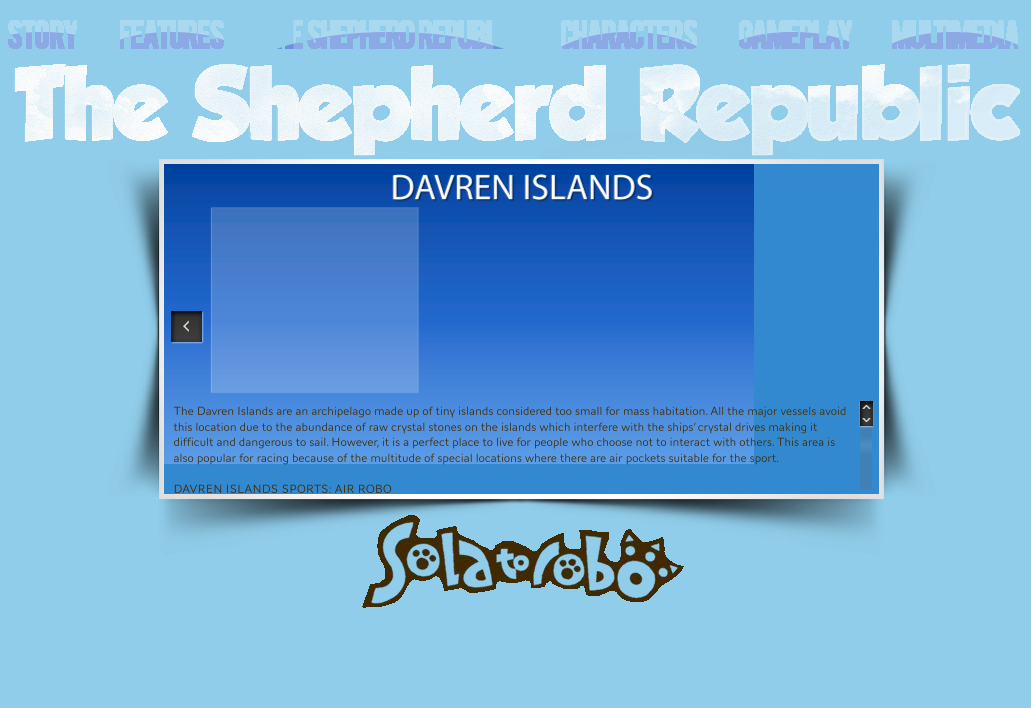 STORY FEATURES E SHEPHERD REPUBL CHARACTERS GAMEPLAY MULTIMEDIA
The Shepherd Republic
DAVREN ISLANDS
The Davren Islands are an archipelago made up of tiny islands considered too small for mass habitation. All the major vessels avoid
this location due to the abundance of raw crystal stones on the islands which interfere with the ships' crystal drives making it
difficult and dangerous to sail. However, it is a perfect place to live for people who choose not to interact with others. This area is
also popular for racing because of the multitude of special locations where there are air pockets suitable for the sport.
DAVREN ISLANDS SPORTS: AIR ROBO
Solatorobo